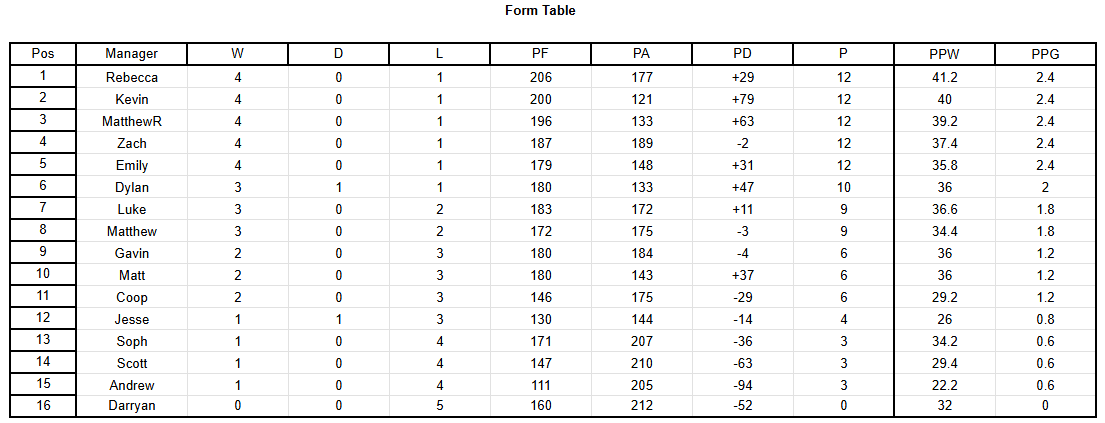 Form Table
Pos Manager W D L PF PA PD P PPW PPG
1 Rebecca 4 0 1 206 177 +29 12 41.2 2.4
2 Kevin 4 0 1 200 121 +79 12 40 2.4
3 MatthewR 4 0 1 196 133 +63 12 39.2 2.4
4 Zach 4 0 1 187 189 -2 12 37.4 2.4
5 Emily 4 0 1 179 148 +31 12 35.8 2.4
6 Dylan 3 1 1 180 133 +47 10 36 2
7 Luke 3 0 2 183 172 +11 9 36.6 1.8
8 Matthew 3 0 2 172 175 -3 9 34.4 1.8
9 Gavin 2 0 3 180 184 -4 6 36 1.2
10 Matt 2 0 3 180 143 +37 6 36 1.2
11 Coop 2 0 3 146 175 -29 6 29.2 1.2
12 Jesse 1 1 3 130 144 -14 4 26 0.8
13 Soph 1 0 4 171 207 -36 3 34.2 0.6
14 Scott 1 0 4 147 210 -63 3 29.4 0.6
15 Andrew 1 0 4 111 205 -94 3 22.2 0.6
16 Darryan 0 0 5 160 212 -52 0 32 0